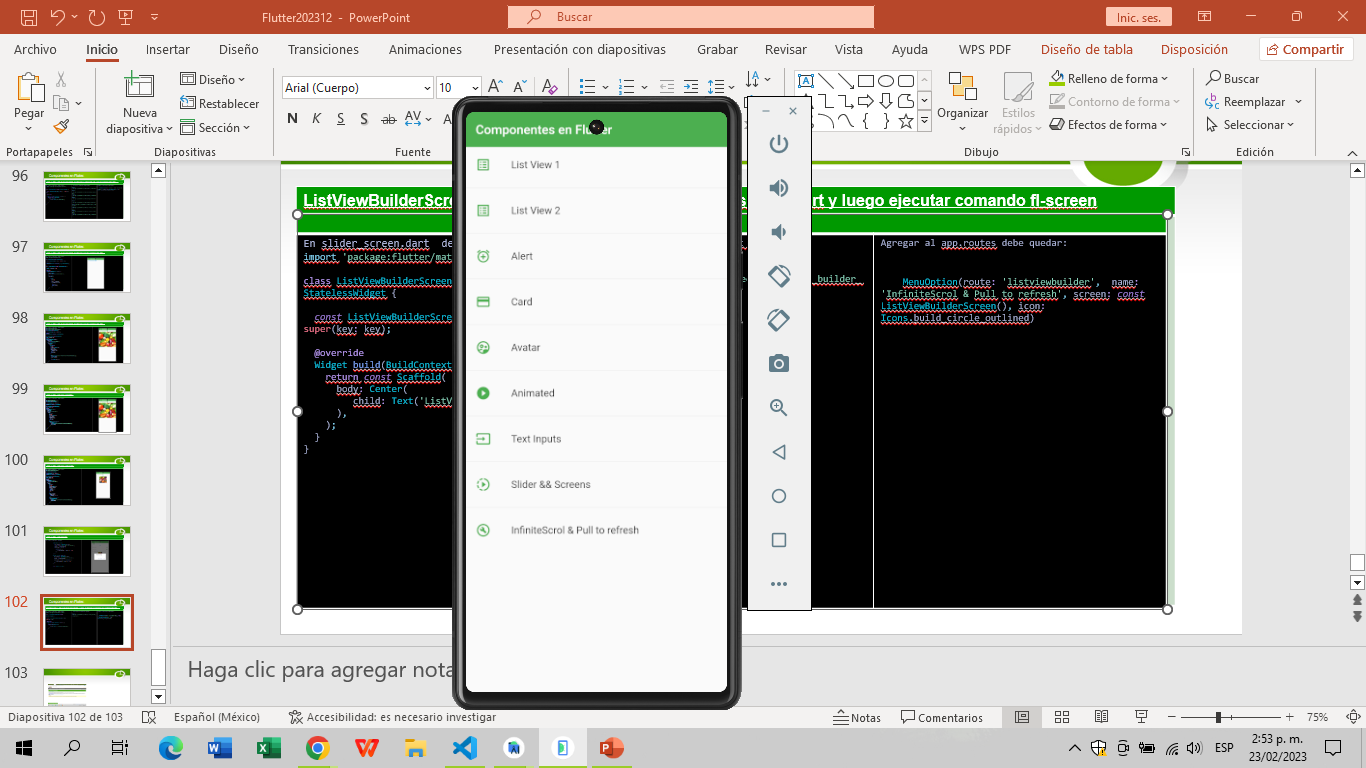 Flutter202312 - PowerPoint
Buscar
Inic. ses.
Archivo Inicio Insertar Diseño Transiciones Animaciones Presentación con diapositivas Grabar Revisar Vista Ayuda WPS PDF Diseño de tabla Disposición Compartir
Pegar
Portapapeles
Nueva
diapositiva
Diseño
Restablecer
Sección
Diapositivas
Arial (Cuerpo) 10
N K S S ab AV
Fuente
Organizar
Estilos
rápidos
Relleno de forma
Contorno de forma
Efectos de forma
Dibujo
Buscar
Reemplazar
Seleccionar
Edición
96
97
98
99
100
101
102
103
ListViewBuilderScre
rt y luego ejecutar comando fl-screen
En slider_screen.dart de
import 'package:flutter/mat
class ListViewBuilderScreen
StatelessWidget {
const ListViewBuilderScre
super(key: key);
@override
Widget build(BuildContext
return const Scaffold(
body: Center(
child: Text('ListV
),
);
}
}
builder_
Agregar al app.routes debe quedar:
MenuOption(route: 'listviewbuilder', name:
'InfiniteScrol & Pull to refresh', screen: const
ListViewBuilderScreen(), icon:
Icons.build_circle_outlined)
Componentes en Flutter
List View 1
List View 2
Alert
Card
Avatar
Animated
Text Inputs
Slider && Screens
InfiniteScrol & Pull to refresh
Haga clic para agregar nota
Diapositiva 102 de 103 Español (México) Accesibilidad: es necesario investigar Notas Comentarios 75%
ESP
2:53 p. m.
23/02/2023